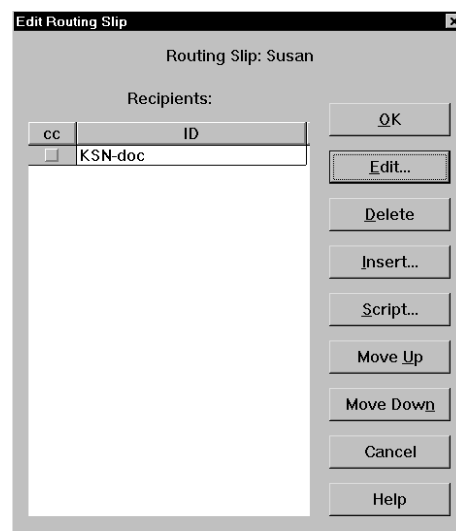 Edit Routing Slip
Routing Slip: Susan
Recipients:
cc ID
KSN-doc
OK
Edit...
Delete
Insert...
Script...
Move Up
Move Down
Cancel
Help